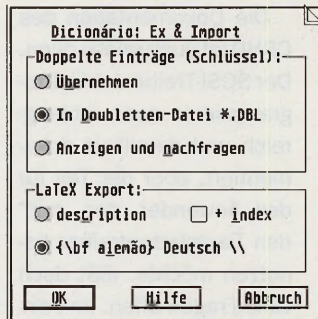 Dicionário: Ex & Import
Doppelte Einträge (Schlüssel):
Übernehmen
In Doubletten-Datei *.DBL
Anzeigen und nachfragen
LaTeX Export:
description + index
{\bf alemão} Deutsch \\
OK Hilfe Abbruch